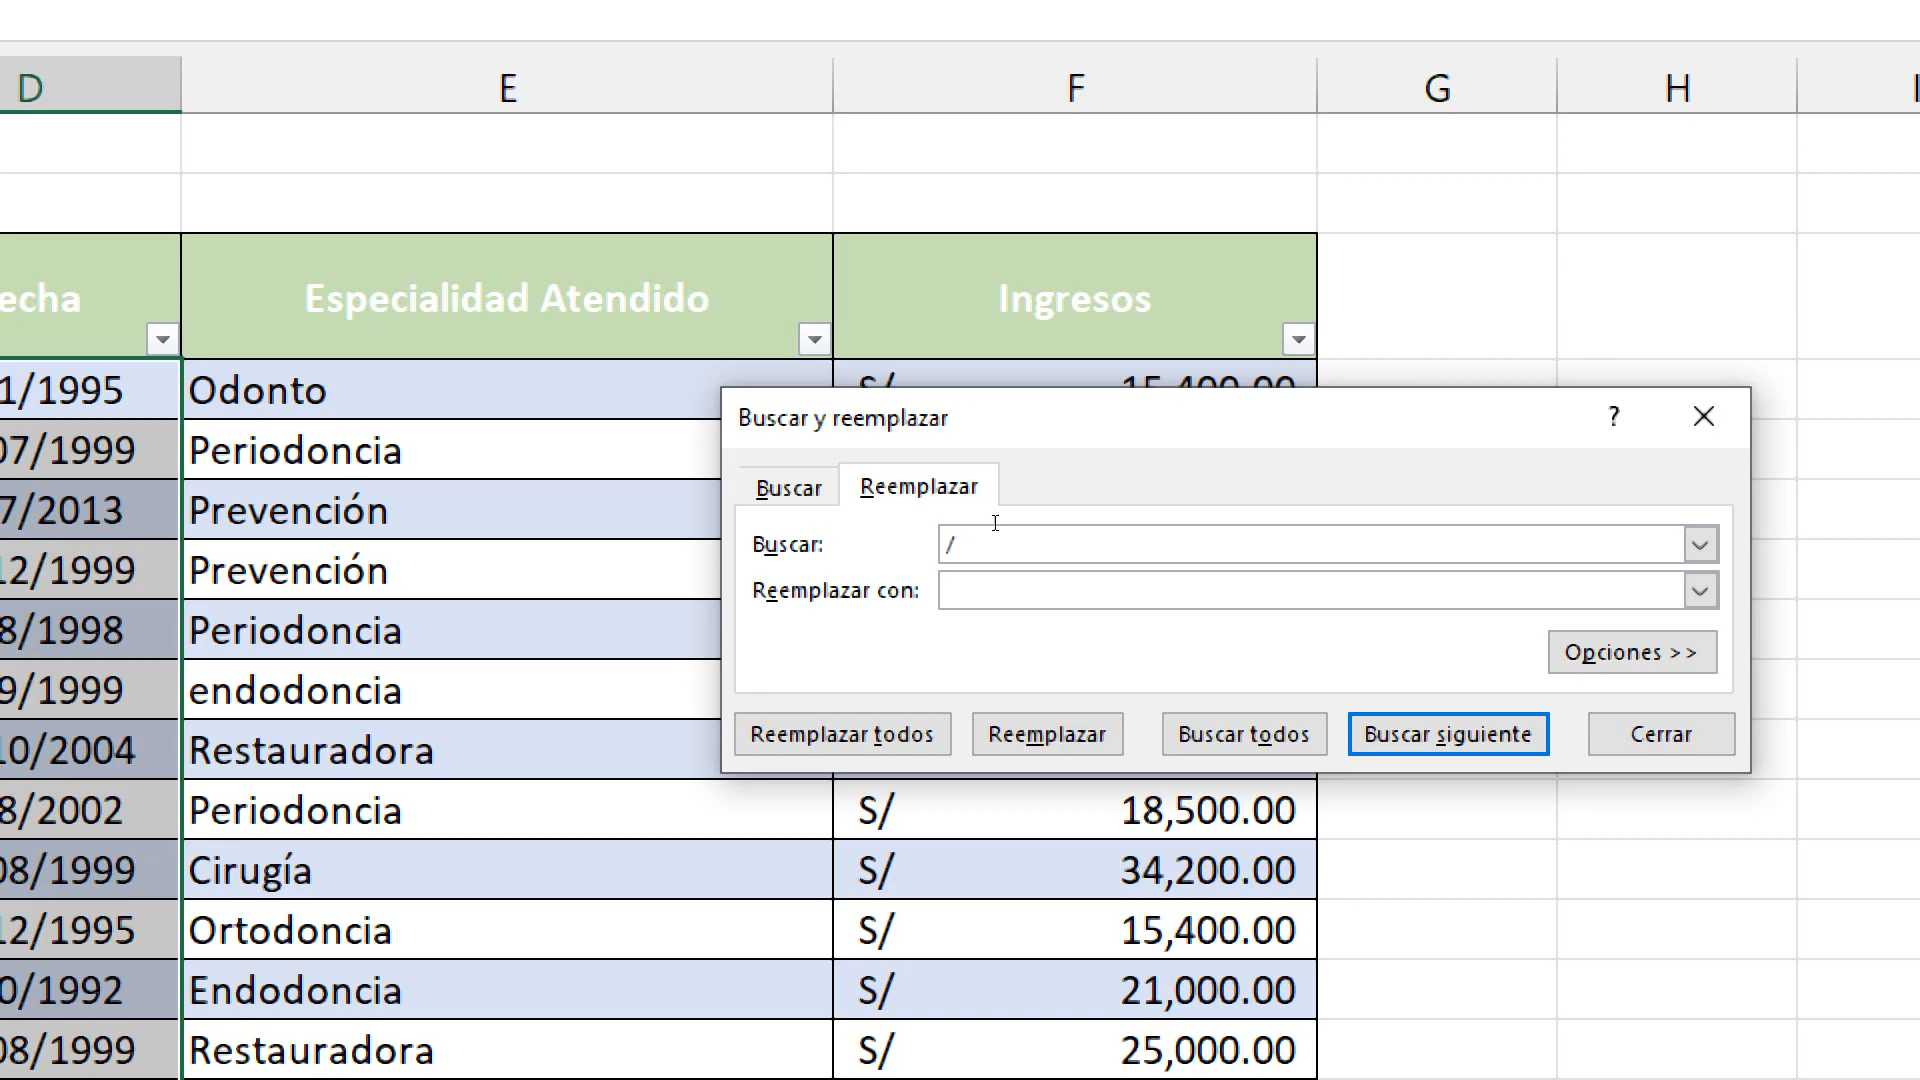 D E F G H I
echa Especialidad Atendido Ingresos
1/1995 Odonto
07/1999 Periodoncia
7/2013 Prevención
12/1999 Prevención
8/1998 Periodoncia
9/1999 endodoncia
10/2004 Restauradora
8/2002 Periodoncia S/ 18,500.00
08/1999 Cirugía S/ 34,200.00
12/1995 Ortodoncia S/ 15,400.00
0/1992 Endodoncia S/ 21,000.00
08/1999 Restauradora S/ 25,000.00
Buscar y reemplazar ?
Buscar Reemplazar
Buscar: /
Reemplazar con:
Opciones >>
Reemplazar todos Reemplazar Buscar todos Buscar siguiente Cerrar